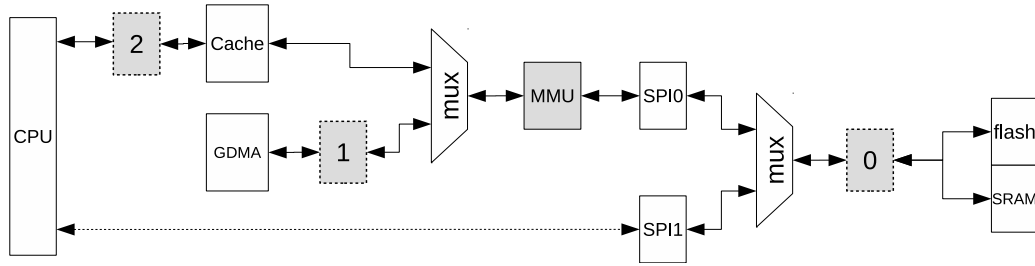 CPU
2
Cache
GDMA
1
mux
MMU
SPI0
SPI1
mux
0
flash
SRAM